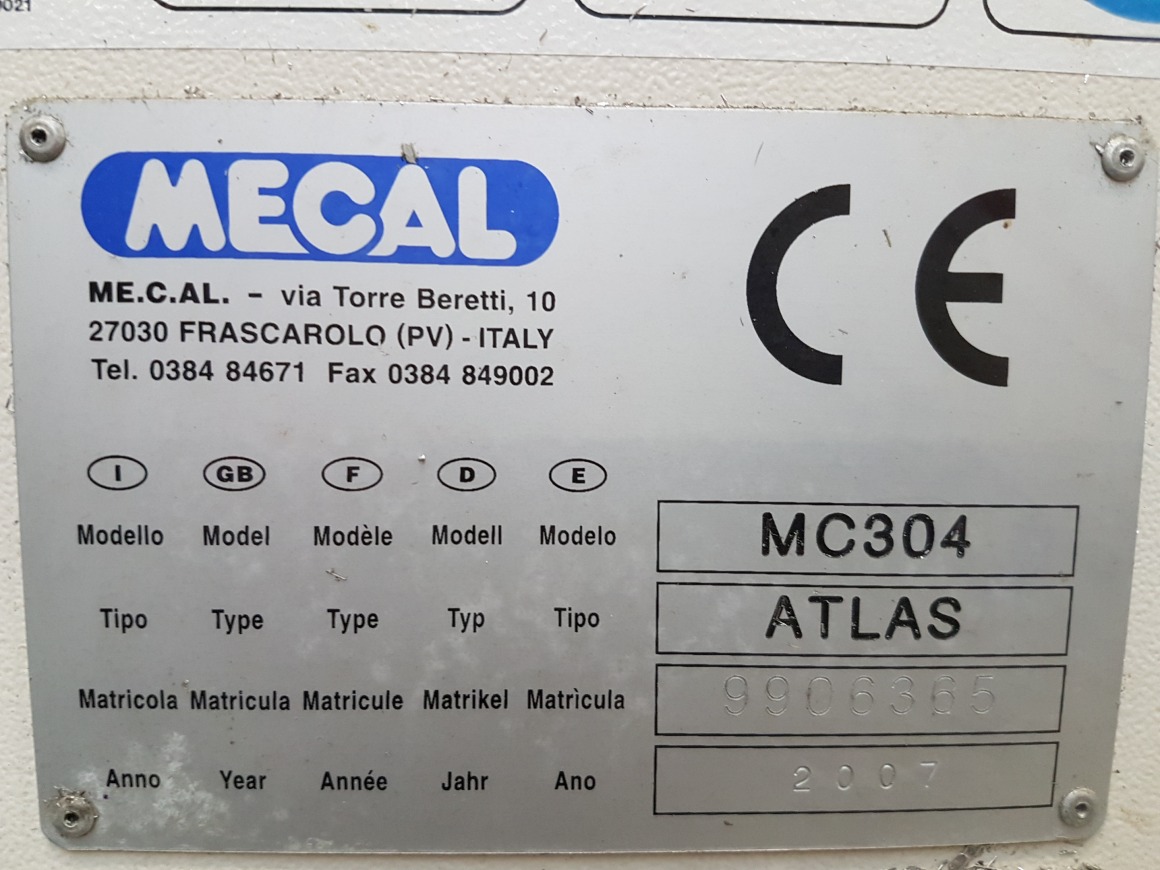 0021
MECAL
CE
ME.C.AL. - via Torre Beretti, 10
27030 FRASCAROLO (PV) - ITALY
Tel. 0384 84671 Fax 0384 849002
I GB F D E
Modello Model Modèle Modell Modelo MC304
Tipo Type Type Typ Tipo ATLAS
Matricola Matricula Matricule Matrikel Matrìcula 9906365
Anno Year Année Jahr Ano 2007